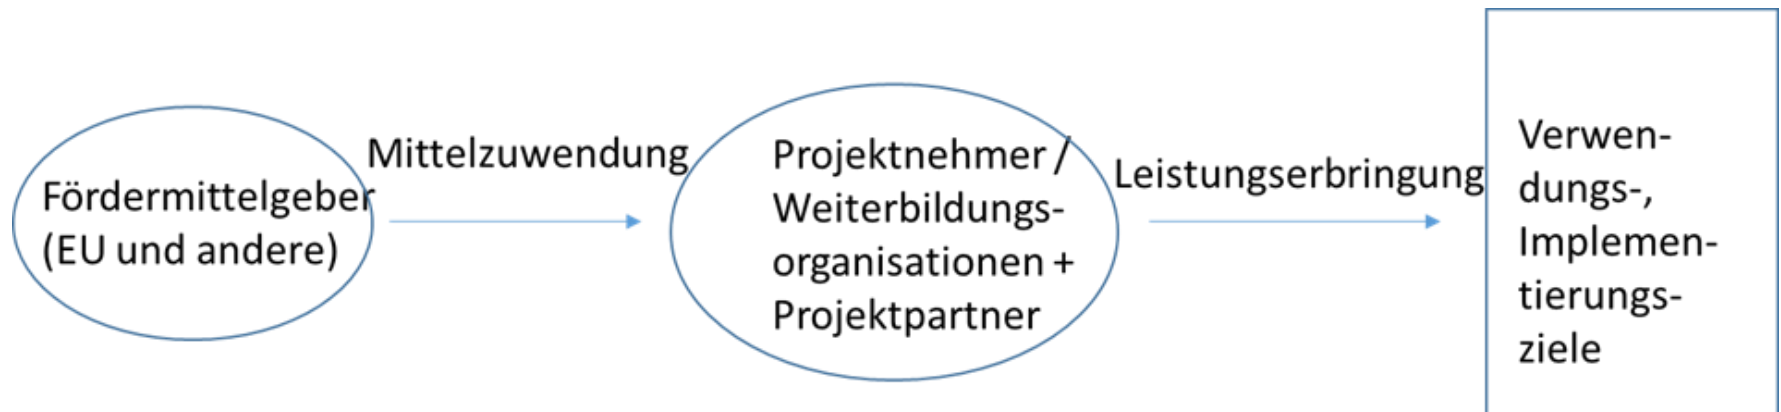 Fördermittelgeber
(EU und andere)
Mittelzuwendung
Projektnehmer /
Weiterbildungs-
organisationen +
Projektpartner
Leistungserbringung
Verwen-
dungs-,
Implemen-
tierungs-
ziele